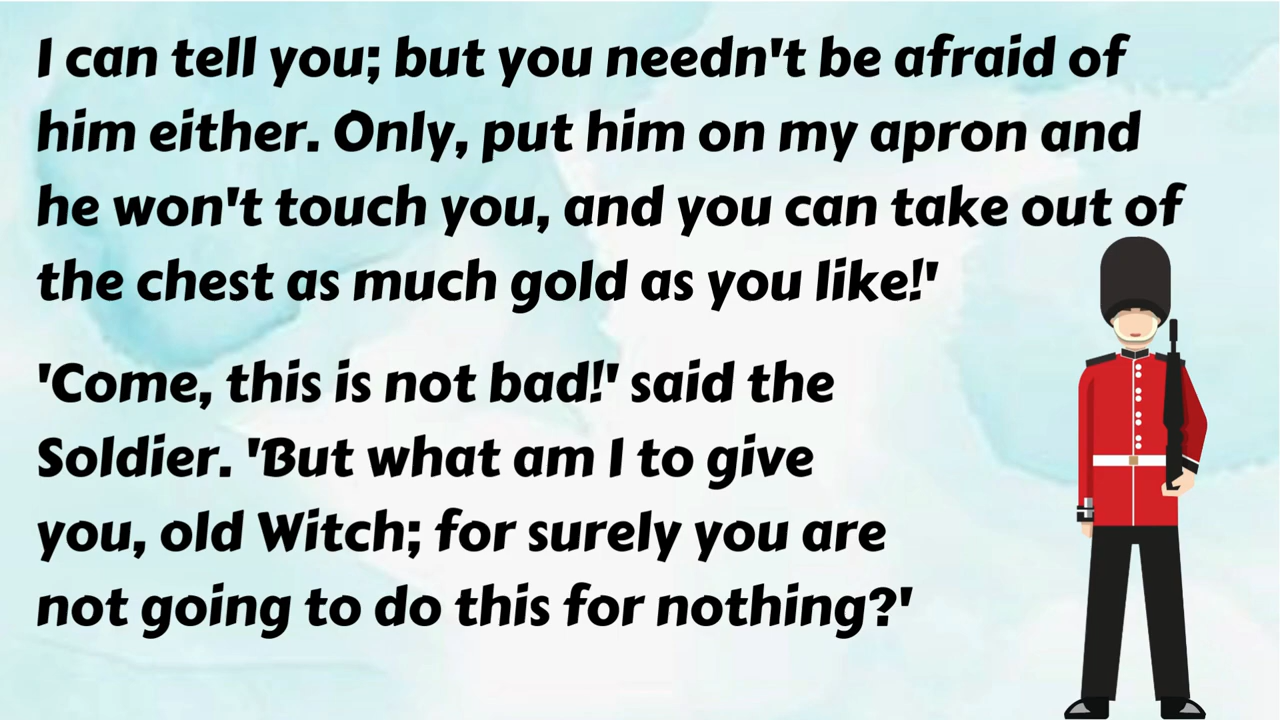 I can tell you; but you needn't be afraid of
him either. Only, put him on my apron and
he won't touch you, and you can take out of
the chest as much gold as you like!'
'Come, this is not bad!' said the
Soldier. 'But what am I to give
you, old Witch; for surely you are
not going to do this for nothing?'